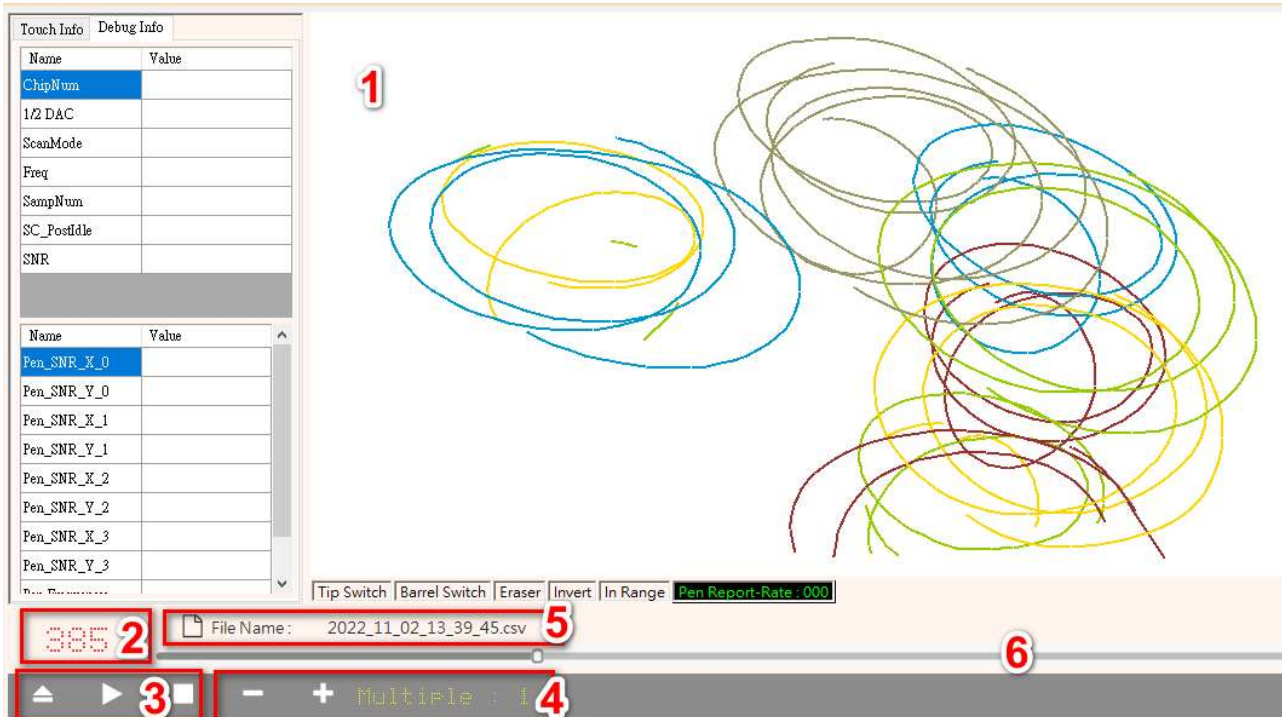 Touch Info Debug Info
Name Value
ChipNum
1/2 DAC
ScanMode
Freq
SampNum
SC_PostIdle
SNR
Name Value
Pen_SNR_X_0
Pen_SNR_Y_0
Pen_SNR_X_1
Pen_SNR_Y_1
Pen_SNR_X_2
Pen_SNR_Y_2
Pen_SNR_X_3
Pen_SNR_Y_3
1
Tip Switch Barrel Switch Eraser Invert In Range Pen Report-Rate : 000
385 2
File Name : 2022_11_02_13_39_45.csv 5
6
3
Multiple : 1 4